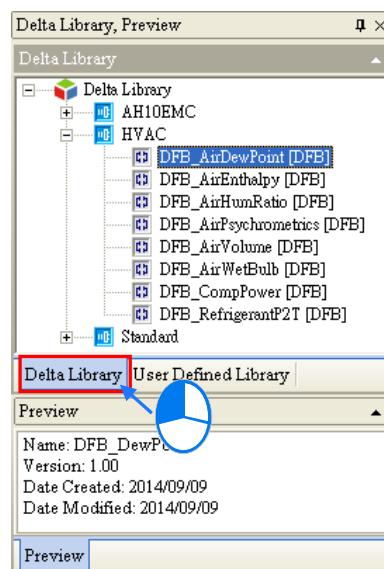 Delta Library, Preview
Delta Library
Delta Library
AH10EMC
HVAC
DFB_AirDewPoint [DFB]
DFB_AirEnthalpy [DFB]
DFB_AirHumRatio [DFB]
DFB_AirPsychrometrics [DFB]
DFB_AirVolume [DFB]
DFB_AirWetBulb [DFB]
DFB_CompPower [DFB]
DFB_RefrigerantP2T [DFB]
Standard
Delta Library User Defined Library
Preview
Name: DFB_DewPo
Version: 1.00
Date Created: 2014/09/09
Date Modified: 2014/09/09
Preview